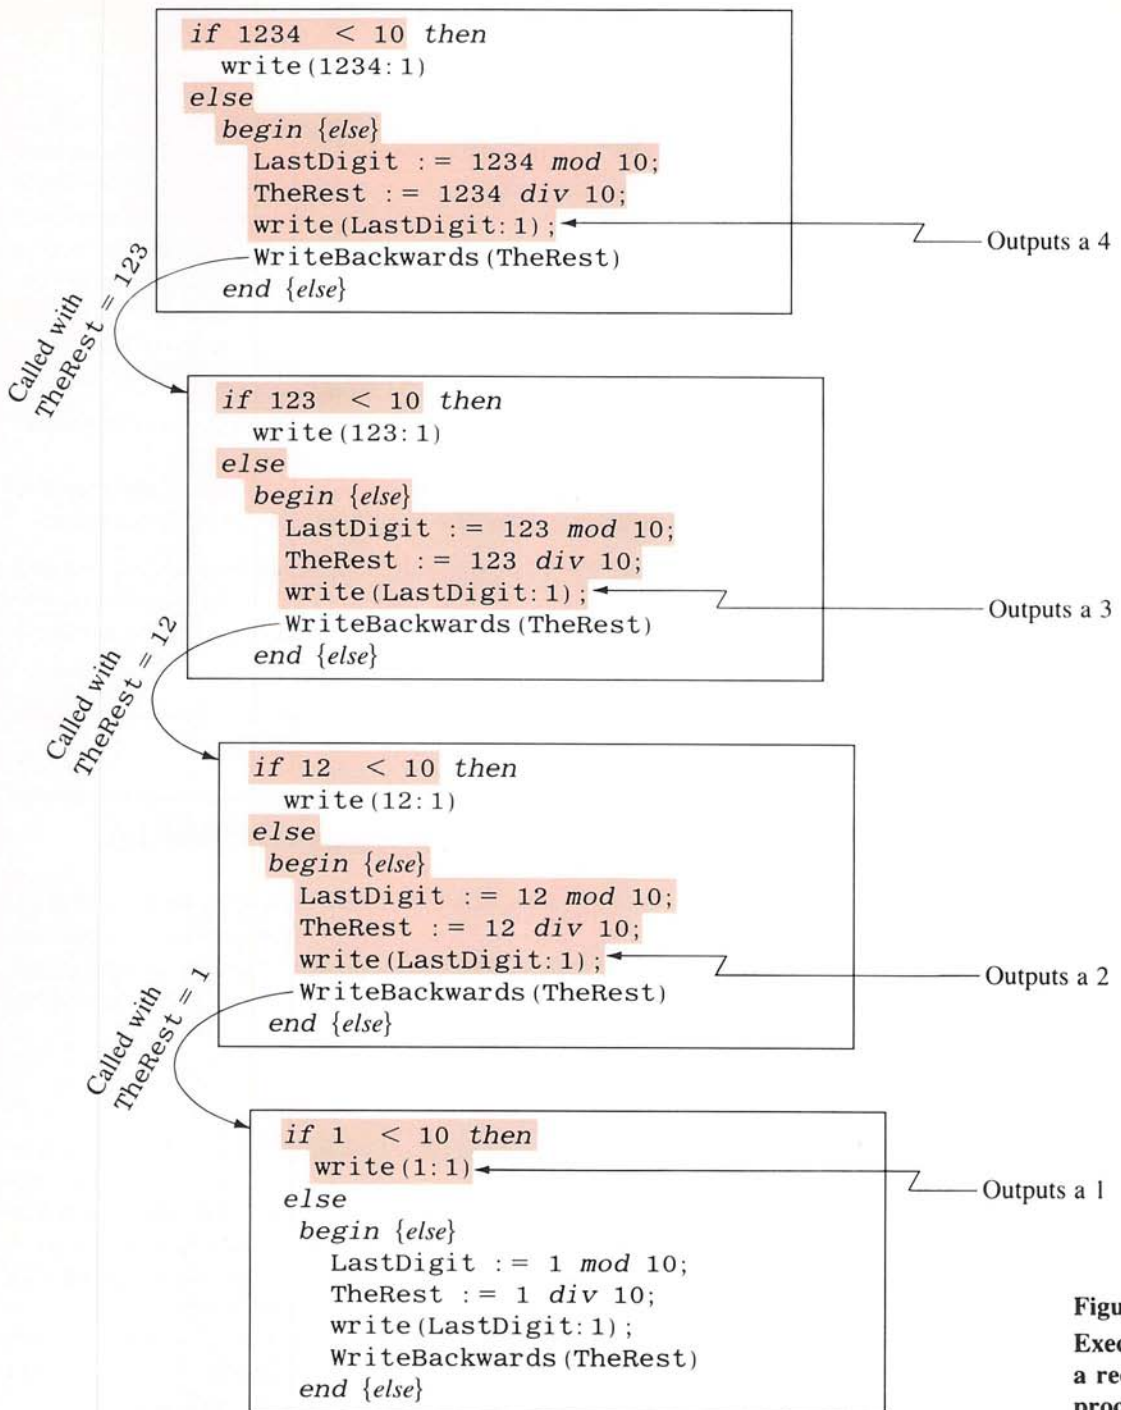 if 1234  < 10 then
write(1234:1)
else
begin {else}
LastDigit := 1234 mod 10;
TheRest := 1234 div 10;
write(LastDigit:1);
Outputs a 4
WriteBackwards(TheRest)
end {else}
Called with
TheRest = 123
if 123  < 10 then
write(123:1)
else
begin {else}
LastDigit := 123 mod 10;
TheRest := 123 div 10;
write(LastDigit:1);
Outputs a 3
WriteBackwards(TheRest)
end {else}
Called with
TheRest = 12
if 12  < 10 then
write(12:1)
else
begin {else}
LastDigit := 12 mod 10;
TheRest := 12 div 10;
write(LastDigit:1);
Outputs a 2
WriteBackwards(TheRest)
end {else}
Called with
TheRest = 1
if 1  < 10 then
write(1:1)
Outputs a 1
else
begin {else}
LastDigit := 1 mod 10;
TheRest := 1 div 10;
write(LastDigit:1);
WriteBackwards(TheRest)
end {else}
Figu
Exec
a rec